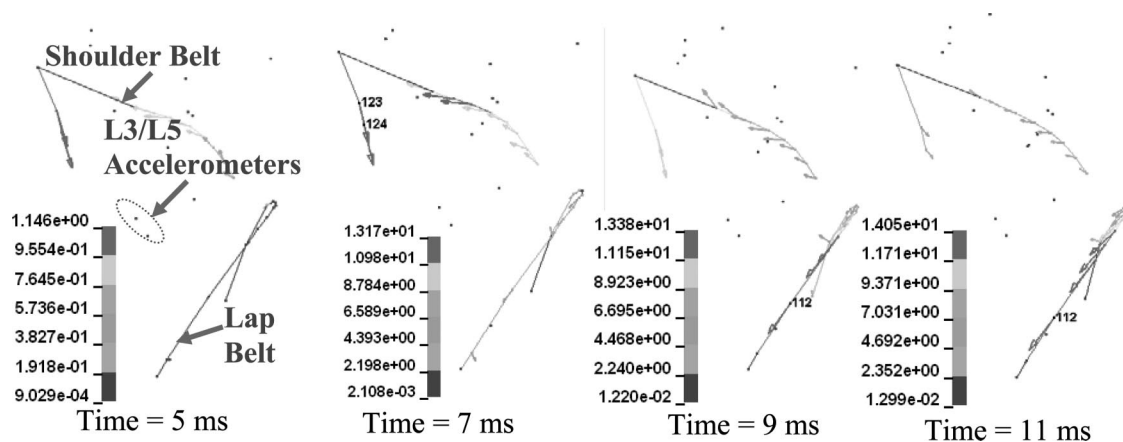 Shoulder Belt
L3/L5
Accelerometers
1.146e+00
9.554e-01
7.645e-01
5.736e-01
3.827e-01
1.918e-01
9.029e-04
Lap
Belt
Time = 5 ms
123
124
1.317e+01
1.098e+01
8.784e+00
6.589e+00
4.393e+00
2.198e+00
2.108e-03
Time = 7 ms
1.338e+01
1.115e+01
8.923e+00
6.695e+00
4.468e+00
2.240e+00
1.220e-02
112
Time = 9 ms
1.405e+01
1.171e+01
9.371e+00
7.031e+00
4.692e+00
2.352e+00
1.299e-02
112
Time = 11 ms